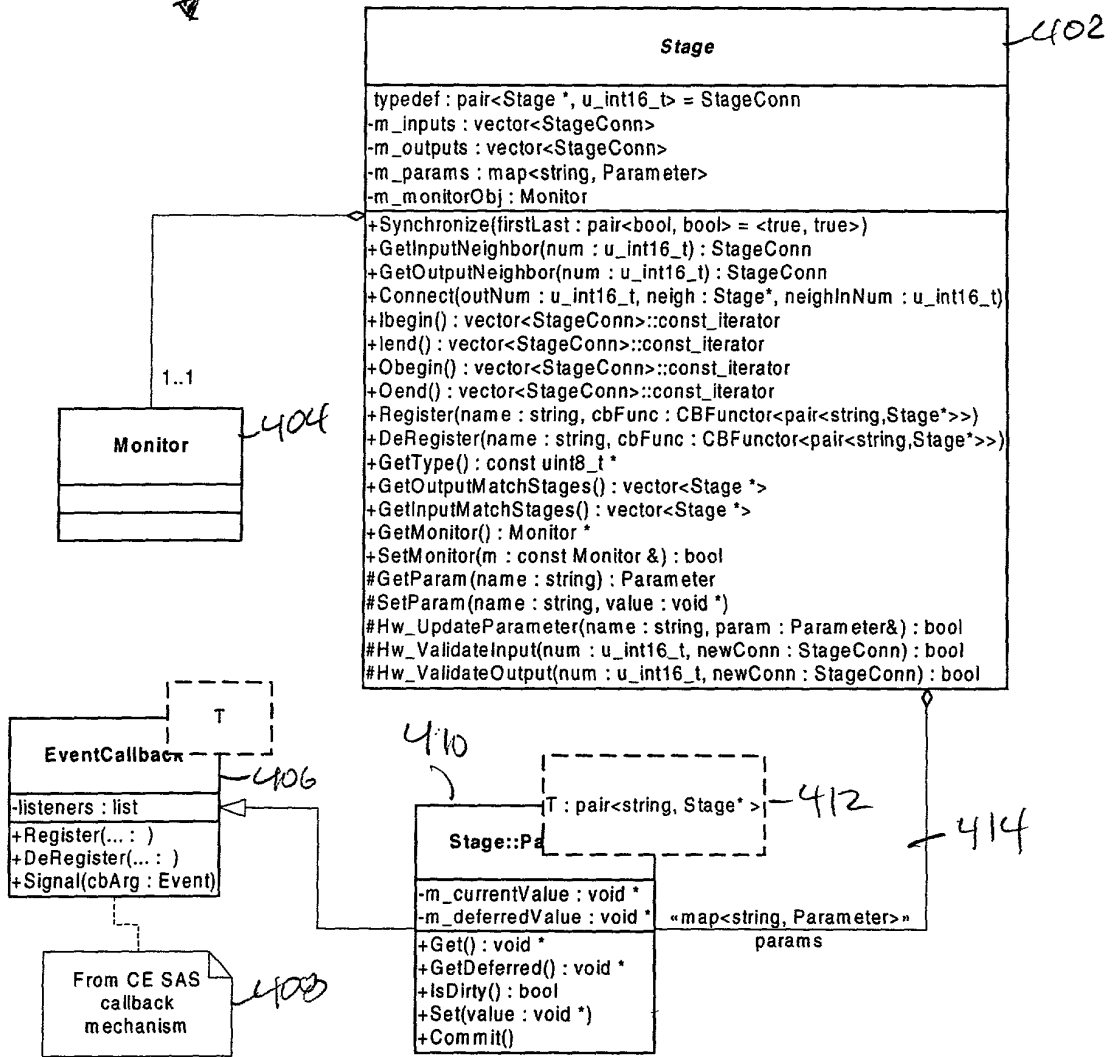 Stage
402
typedef : pair<Stage *, u_int16_t> = StageConn
-m_inputs : vector<StageConn>
-m_outputs : vector<StageConn>
-m_params : map<string, Parameter>
-m_monitorObj : Monitor
+Synchronize(firstLast : pair<bool, bool> = <true, true>)
+GetInputNeighbor(num : u_int16_t) : StageConn
+GetOutputNeighbor(num : u_int16_t) : StageConn
+Connect(outNum : u_int16_t, neigh : Stage*, neighInNum : u_int16_t)
+Ibegin() : vector<StageConn>::const_iterator
+Iend() : vector<StageConn>::const_iterator
+Obegin() : vector<StageConn>::const_iterator
+Oend() : vector<StageConn>::const_iterator
+Register(name : string, cbFunc : CBFunctor<pair<string,Stage*>>)
+DeRegister(name : string, cbFunc : CBFunctor<pair<string,Stage*>>)
+GetType() : const uint8_t *
+GetOutputMatchStages() : vector<Stage *>
+GetInputMatchStages() : vector<Stage *>
+GetMonitor() : Monitor *
+SetMonitor(m : const Monitor &) : bool
#GetParam(name : string) : Parameter
#SetParam(name : string, value : void *)
#Hw_UpdateParameter(name : string, param : Parameter&) : bool
#Hw_ValidateInput(num : u_int16_t, newConn : StageConn) : bool
#Hw_ValidateOutput(num : u_int16_t, newConn : StageConn) : bool
1..1
Monitor
404
T
EventCallback
406
-listeners : list
+Register(... : )
+DeRegister(... : )
+Signal(cbArg : Event)
From CE SAS
callback
mechanism
408
410
T : pair<string, Stage* >
412
Stage::Pa
-m_currentValue : void *
-m_deferredValue : void *
+Get() : void *
+GetDeferred() : void *
+IsDirty() : bool
+Set(value : void *)
+Commit()
«map<string, Parameter>»
params
414